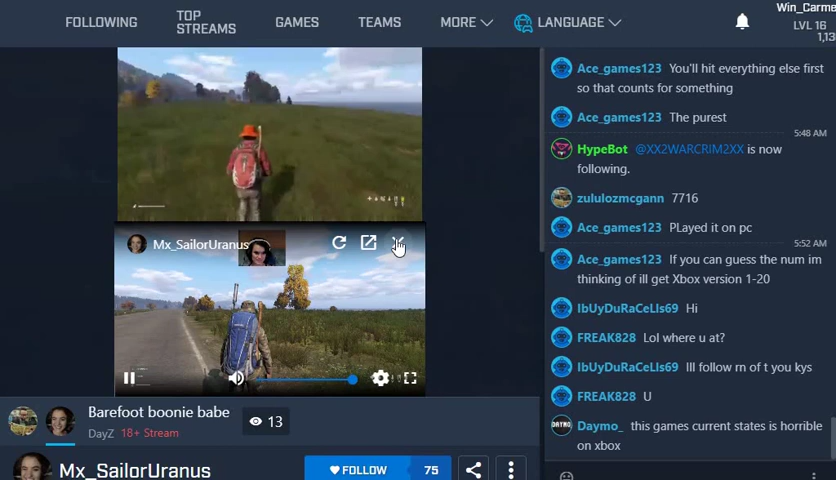 FOLLOWING
TOP
STREAMS
GAMES
TEAMS
MORE
LANGUAGE
Win_Carme
LVL 16
1,13
Mx_SailorUranus
Barefoot boonie babe
DayZ 18+ Stream
13
Mx_SailorUranus
FOLLOW 75
Ace_games123 You'll hit everything else first
so that counts for something
Ace_games123 The purest
5:48 AM
HypeBot @XX2WARCRIM2XX is now
following.
zululozmcgann 7716
Ace_games123 PLayed it on pc
5:52 AM
Ace_games123 If you can guess the num im
thinking of ill get Xbox version 1-20
IbUyDuRaCeLIs69 Hi
FREAK828 Lol where u at?
IbUyDuRaCeLIs69 Ill follow rn of t you kys
FREAK828 U
Daymo_ this games current states is horrible
on xbox